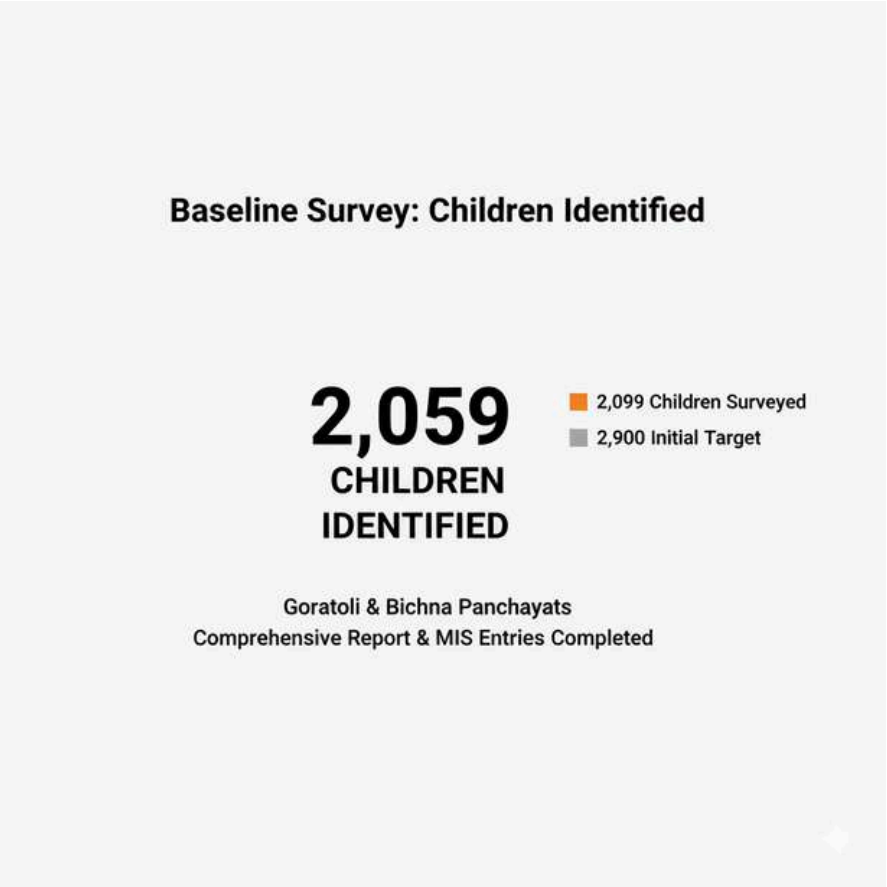 Baseline Survey: Children Identified
2,059
CHILDREN
IDENTIFIED
2,099 Children Surveyed
2,900 Initial Target
Goratoli & Bichna Panchayats
Comprehensive Report & MIS Entries Completed